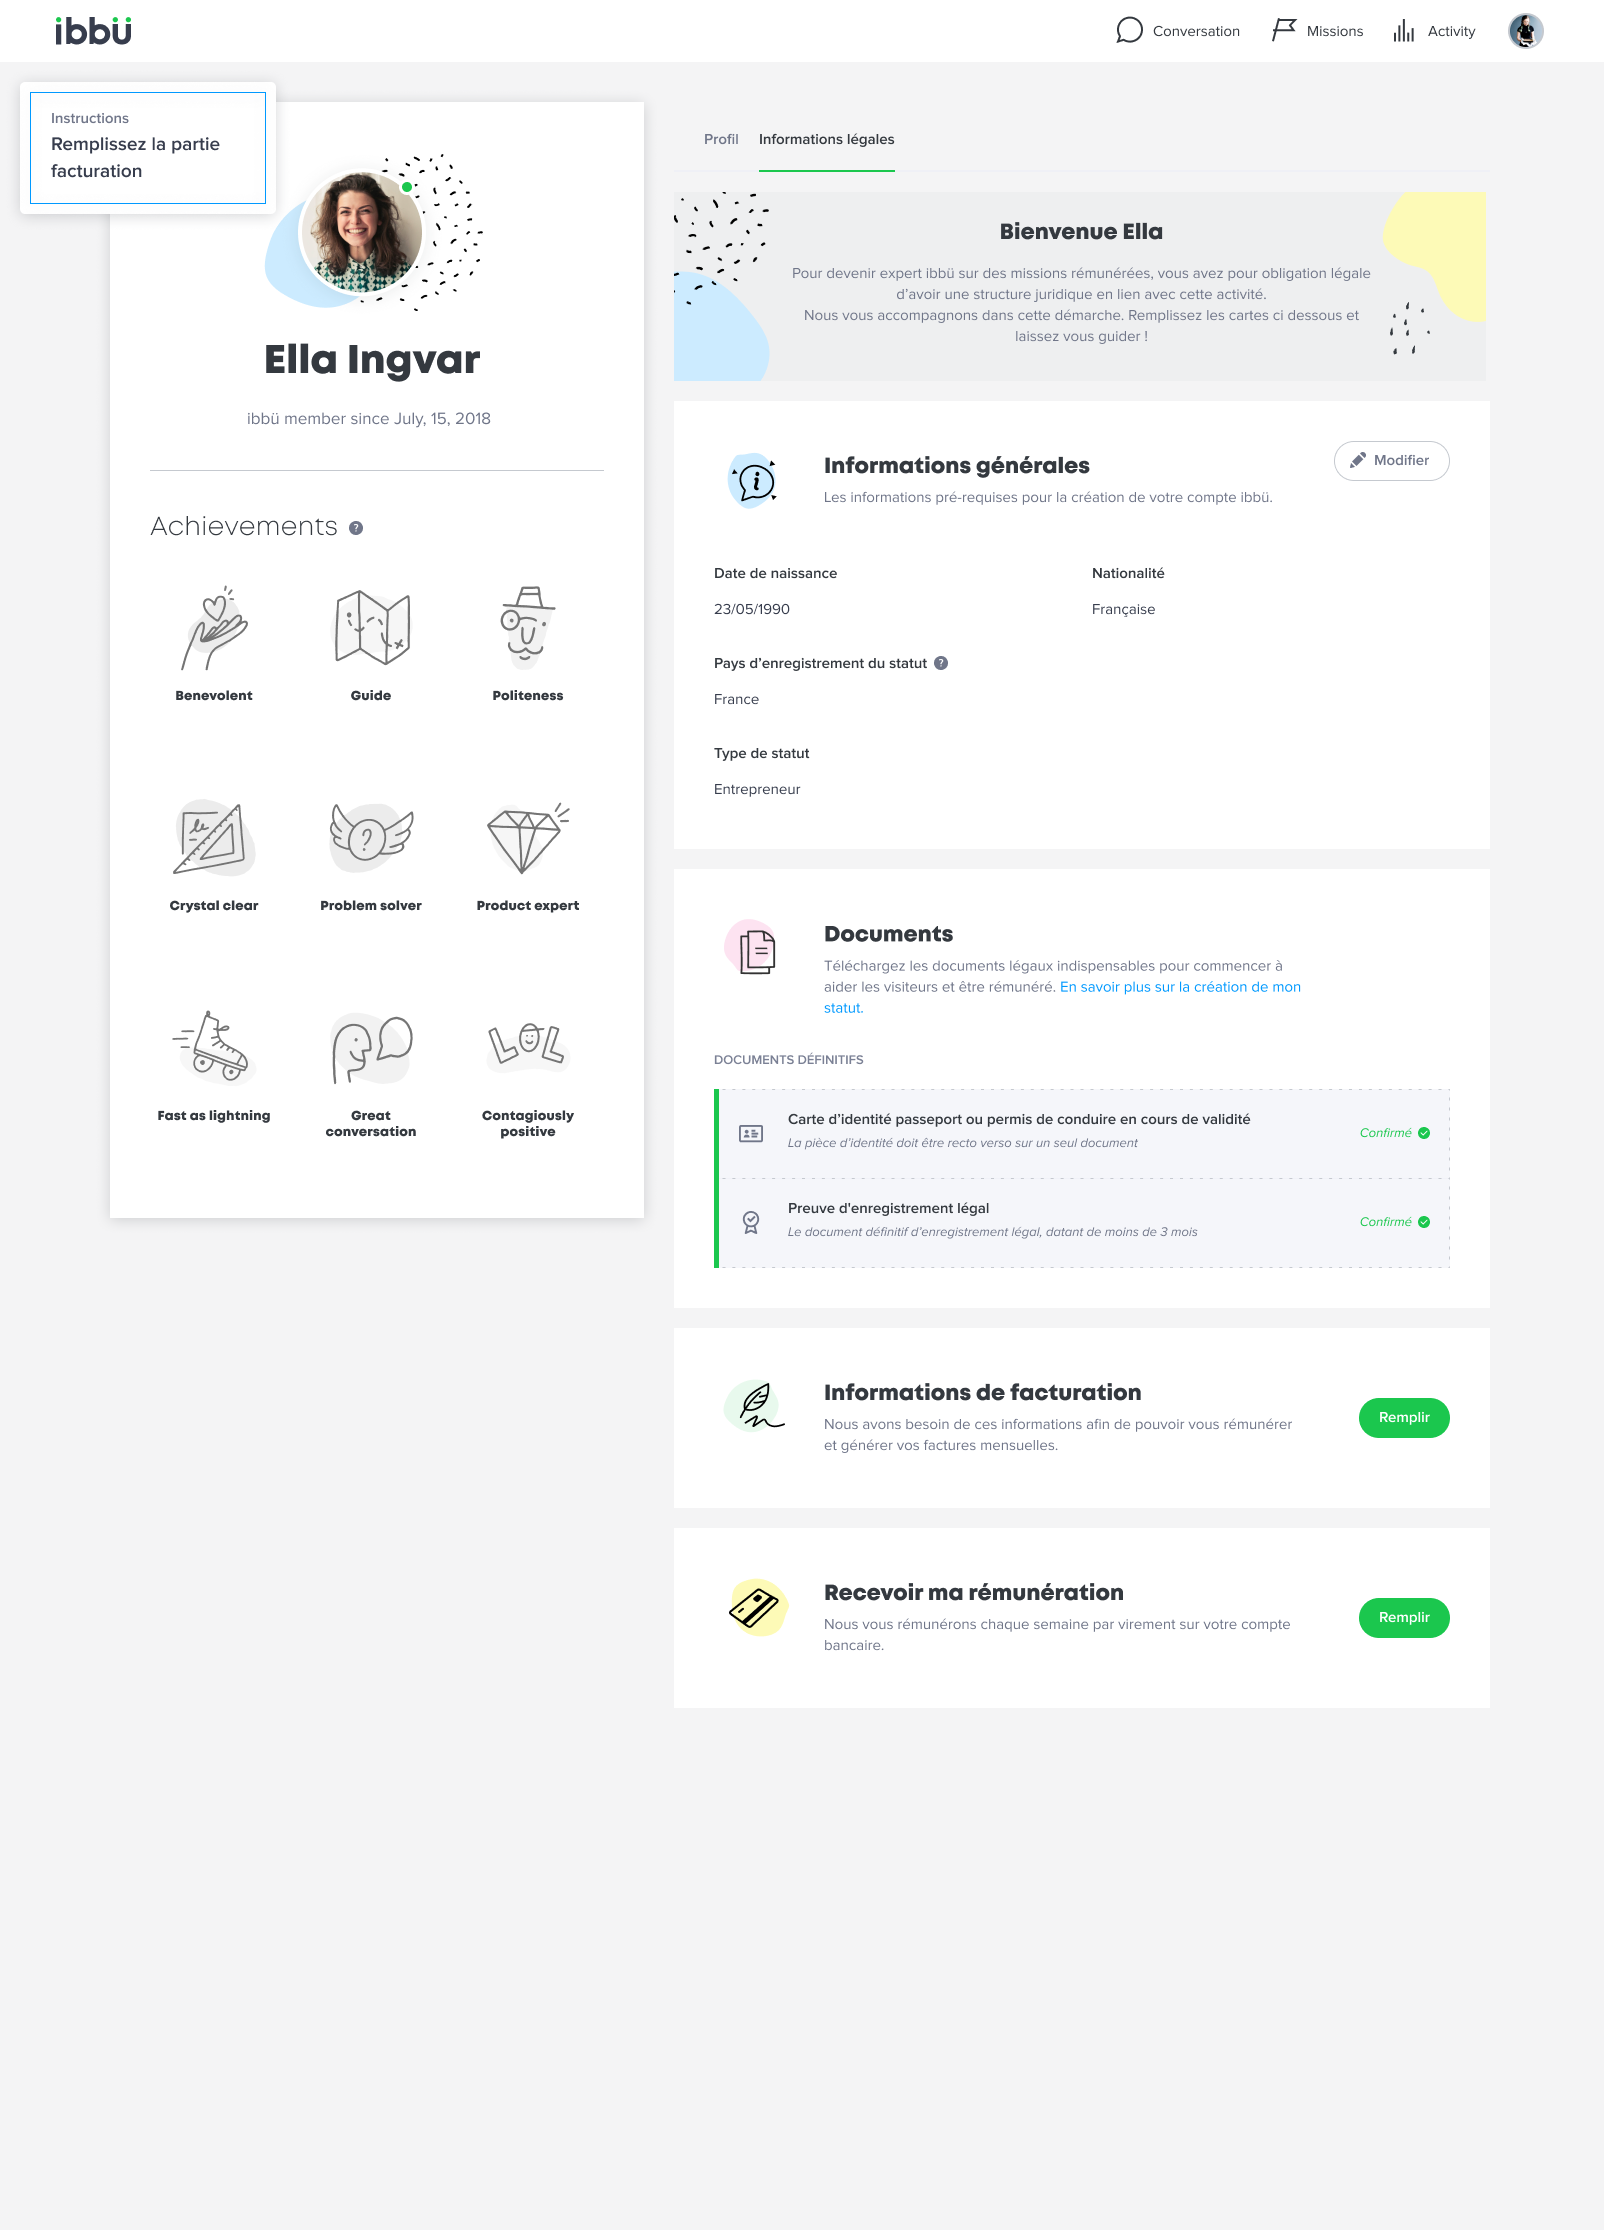 ibbü
Conversation
Missions
Activity
Instructions
Remplissez la partie
facturation
Ella Ingvar
ibbü member since July, 15, 2018
Achievements ?
Benevolent
Guide
Politeness
le
Crystal clear
?
Problem solver
Product expert
Fast as lightning
Great
conversation
LOL
Contagiously
positive
Profil
Informations légales
Bienvenue Ella
Pour devenir expert ibbü sur des missions rémunérées, vous avez pour obligation légale
d’avoir une structure juridique en lien avec cette activité.
Nous vous accompagnons dans cette démarche. Remplissez les cartes ci dessous et
laissez vous guider !
i
Informations générales
Les informations pré-requises pour la création de votre compte ibbü.
Modifier
Date de naissance
23/05/1990
Nationalité
Française
Pays d’enregistrement du statut ?
France
Type de statut
Entrepreneur
Documents
Téléchargez les documents légaux indispensables pour commencer à
aider les visiteurs et être rémunéré. En savoir plus sur la création de mon
statut.
DOCUMENTS DÉFINITIFS
Carte d’identité passeport ou permis de conduire en cours de validité
La pièce d’identité doit être recto verso sur un seul document
Confirmé
Preuve d'enregistrement légal
Le document définitif d’enregistrement légal, datant de moins de 3 mois
Confirmé
Informations de facturation
Nous avons besoin de ces informations afin de pouvoir vous rémunérer
et générer vos factures mensuelles.
Remplir
Recevoir ma rémunération
Nous vous rémunérons chaque semaine par virement sur votre compte
bancaire.
Remplir